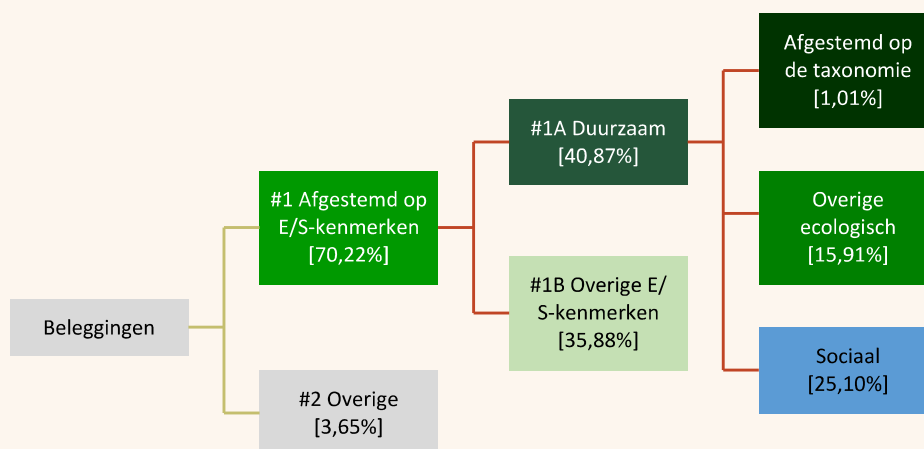 Beleggingen
#1 Afgestemd op
E/S-kenmerken
[70,22%]
#2 Overige
[3,65%]
#1A Duurzaam
[40,87%]
#1B Overige E/
S-kenmerken
[35,88%]
Afgestemd op
de taxonomie
[1,01%]
Overige
ecologisch
[15,91%]
Sociaal
[25,10%]